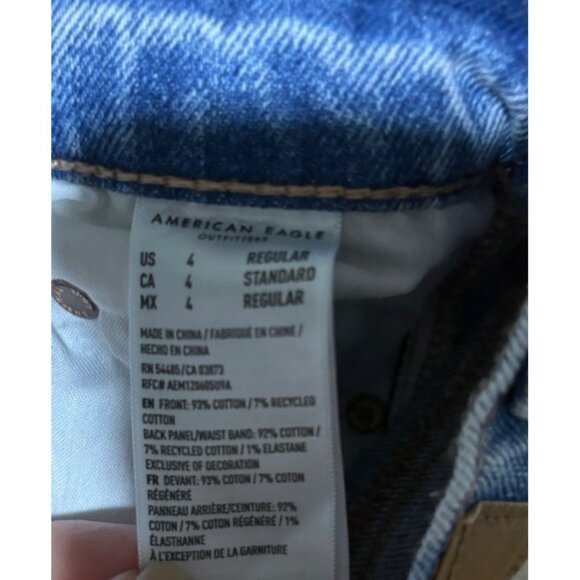 AMERICAN EAGLE
OUTFITTERS
US 4 REGULAR
CA 4 STANDARD
MX 4 REGULAR
MADE IN CHINA / FABRIQUÉ EN CHINE /
HECHO EN CHINA
RN 54485/CA 03873
RFC# AEM1206O509A
EN FRONT: 93% COTTON / 7% RECYCLED
COTTON
BACK PANEL/WAIST BAND: 92% COTTON /
7% RECYCLED COTTON / 1% ELASTANE
EXCLUSIVE OF DECORATION
FR DEVANT: 93% COTON / 7% COTON
RÉGÉNÉRÉ
PANNEAU ARRIÈRE/CEINTURE: 92%
COTON / 7% COTON RÉGÉNÉRÉ / 1%
ÉLASTHANNE
À L'EXCEPTION DE LA GARNITURE